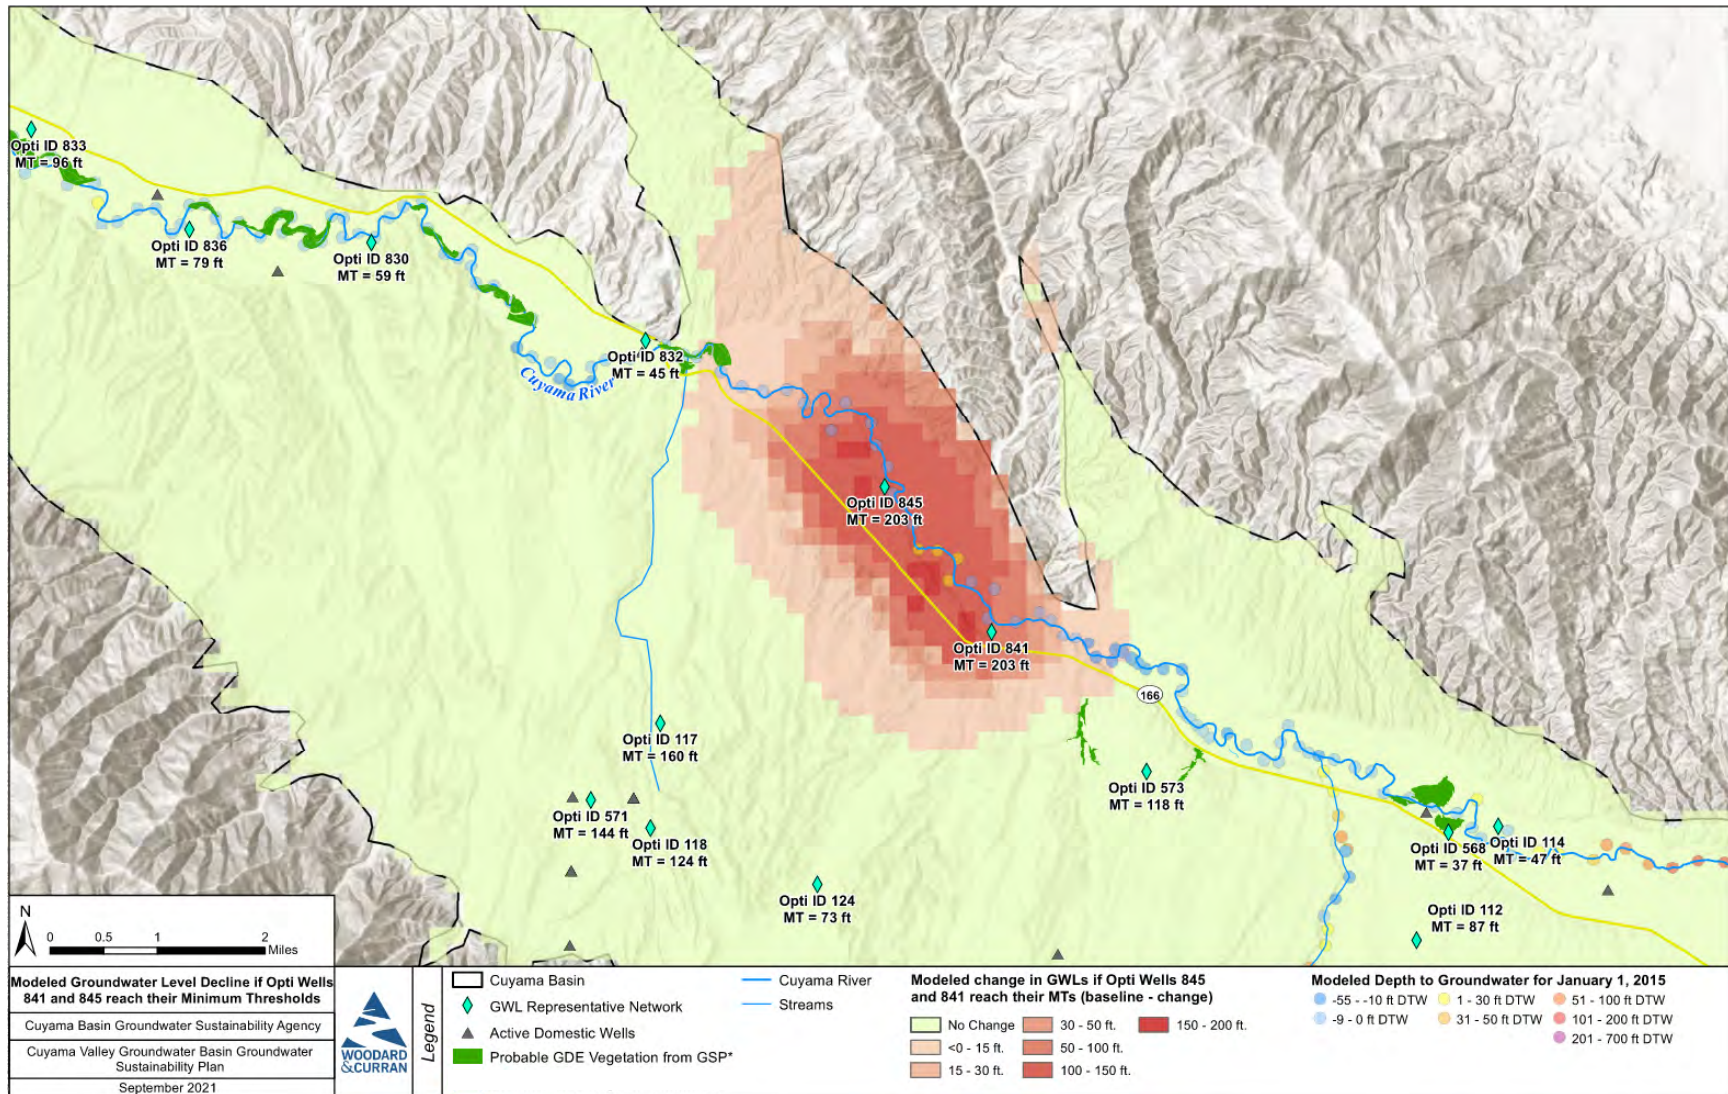 Opti ID 833
MT = 96 ft
Opti ID 836
MT = 79 ft
Opti ID 830
MT = 59 ft
Opti ID 832
MT = 45 ft
Cuyama River
Opti ID 845
MT = 203 ft
Opti ID 841
MT = 203 ft
166
Opti ID 117
MT = 160 ft
Opti ID 571
MT = 144 ft
Opti ID 118
MT = 124 ft
Opti ID 573
MT = 118 ft
Opti ID 124
MT = 73 ft
Opti ID 568
MT = 37 ft
Opti ID 114
MT = 47 ft
Opti ID 112
MT = 87 ft
N
0 0.5 1 2
Miles
Modeled Groundwater Level Decline if Opti Wells
841 and 845 reach their Minimum Thresholds
Cuyama Basin Groundwater Sustainability Agency
Cuyama Valley Groundwater Basin Groundwater
Sustainability Plan
September 2021
WOODARD
&CURRAN
Legend
Cuyama Basin
GWL Representative Network
Active Domestic Wells
Probable GDE Vegetation from GSP*
Cuyama River
Streams
Modeled change in GWLs if Opti Wells 845
and 841 reach their MTs (baseline - change)
No Change
<0 - 15 ft.
15 - 30 ft.
30 - 50 ft.
50 - 100 ft.
100 - 150 ft.
150 - 200 ft.
Modeled Depth to Groundwater for January 1, 2015
-55 - -10 ft DTW
-9 - 0 ft DTW
1 - 30 ft DTW
31 - 50 ft DTW
51 - 100 ft DTW
101 - 200 ft DTW
201 - 700 ft DTW